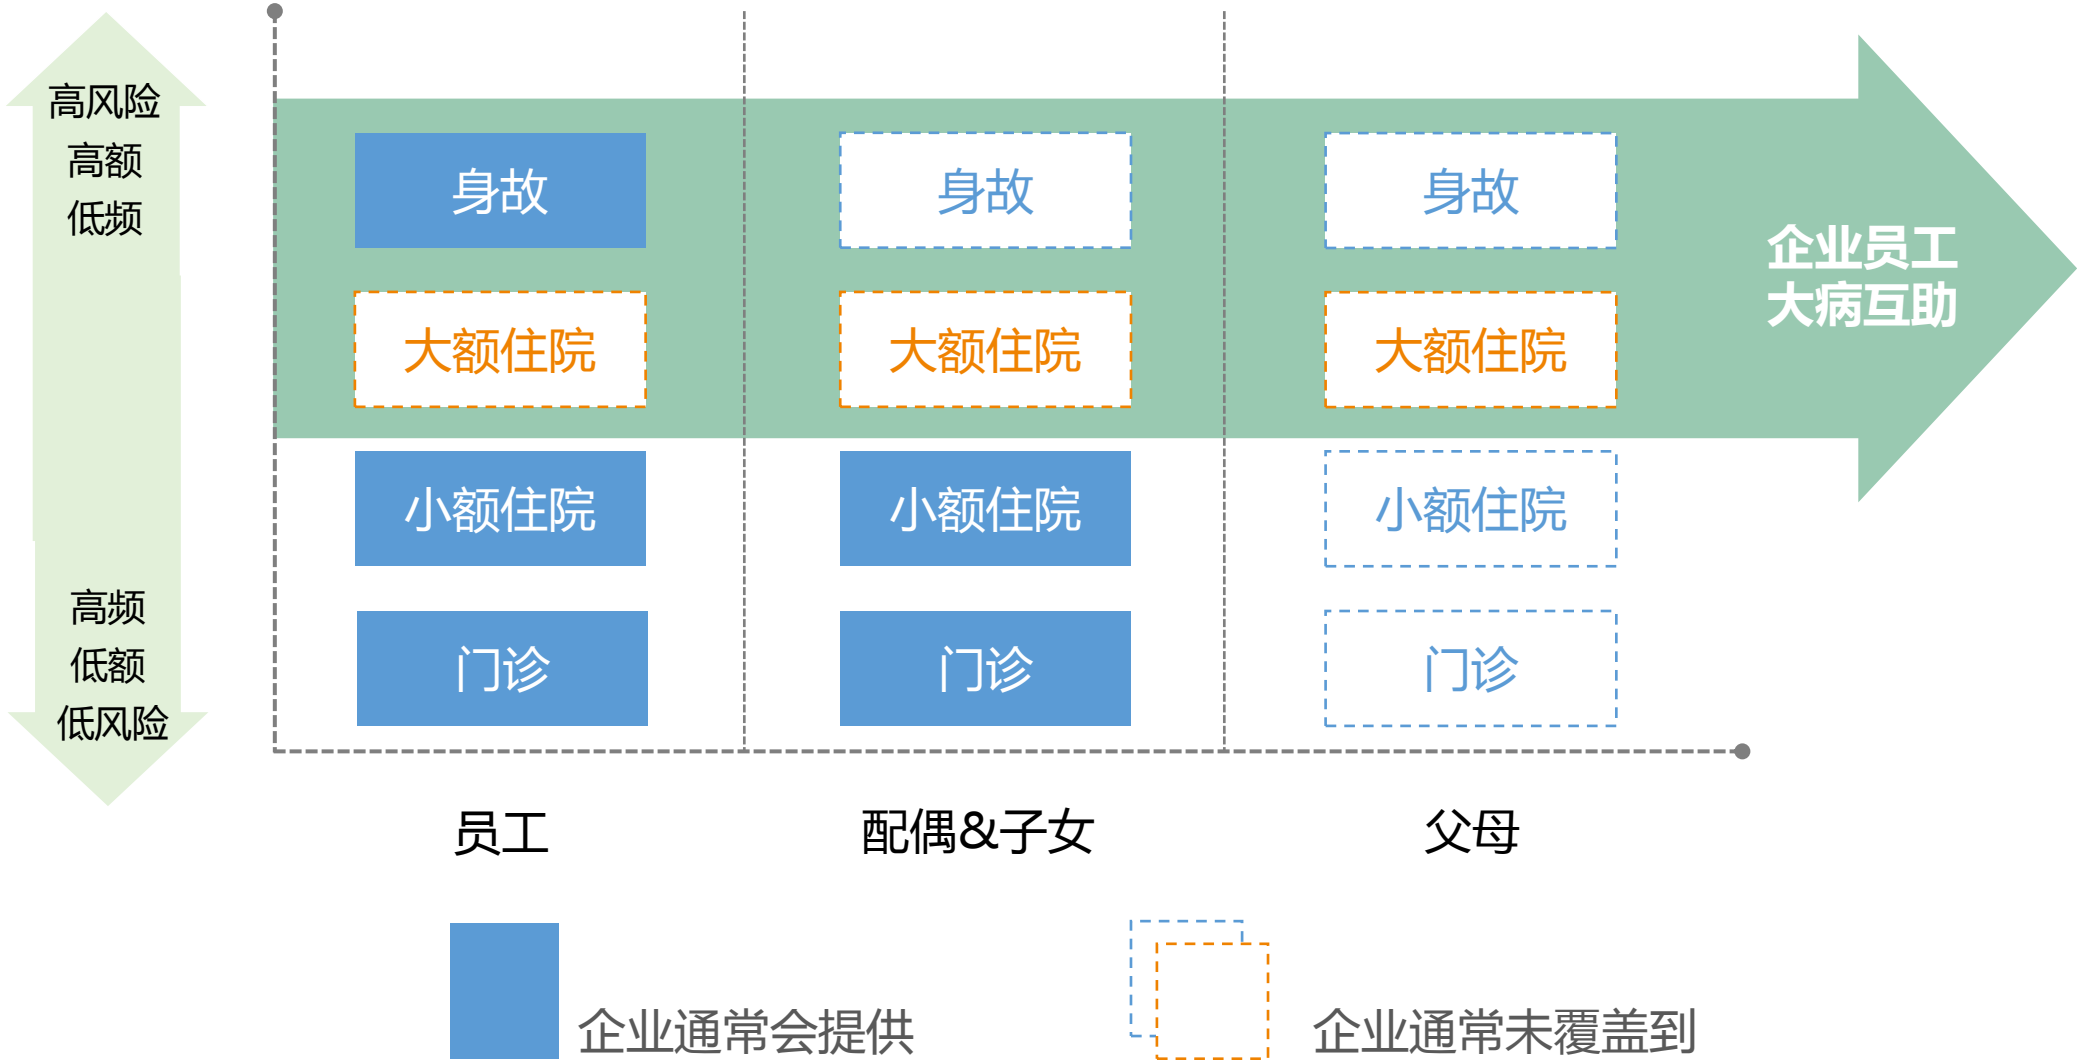 高风险
高额
低频
高频
低额
低风险
身故
身故
身故
大额住院
大额住院
大额住院
小额住院
小额住院
小额住院
门诊
门诊
门诊
企业员工
大病互助
员工
配偶&子女
父母
企业通常会提供
企业通常未覆盖到